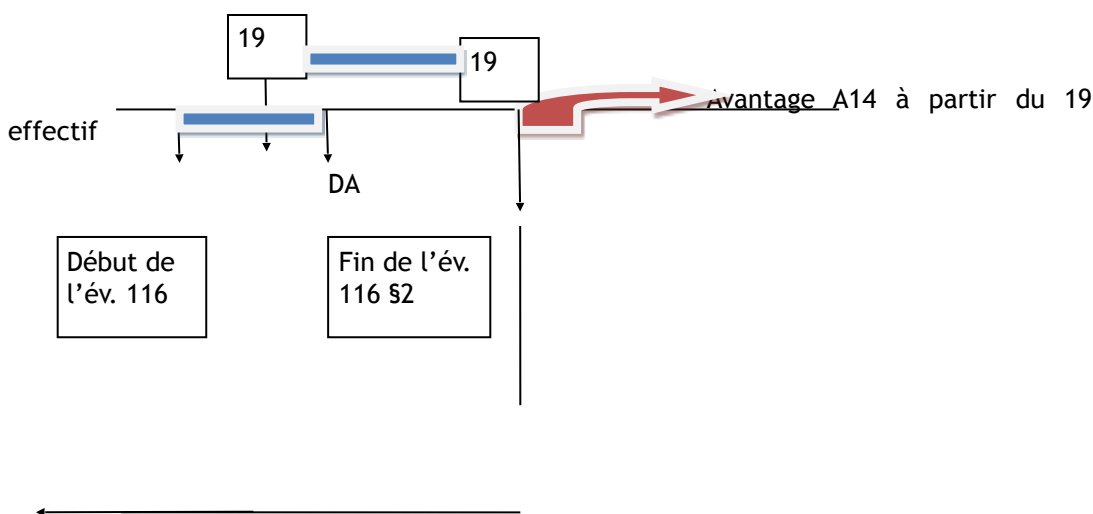 19
19
Avantage A14 à partir du 19
effectif
DA
Début de
l’év. 116
Fin de l’év.
116 §2